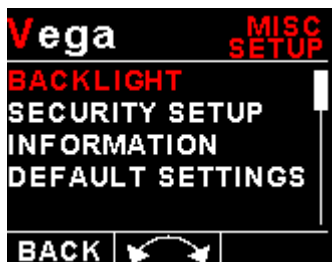 Vega
MISC
SETUP
BACKLIGHT
SECURITY SETUP
INFORMATION
DEFAULT SETTINGS
BACK